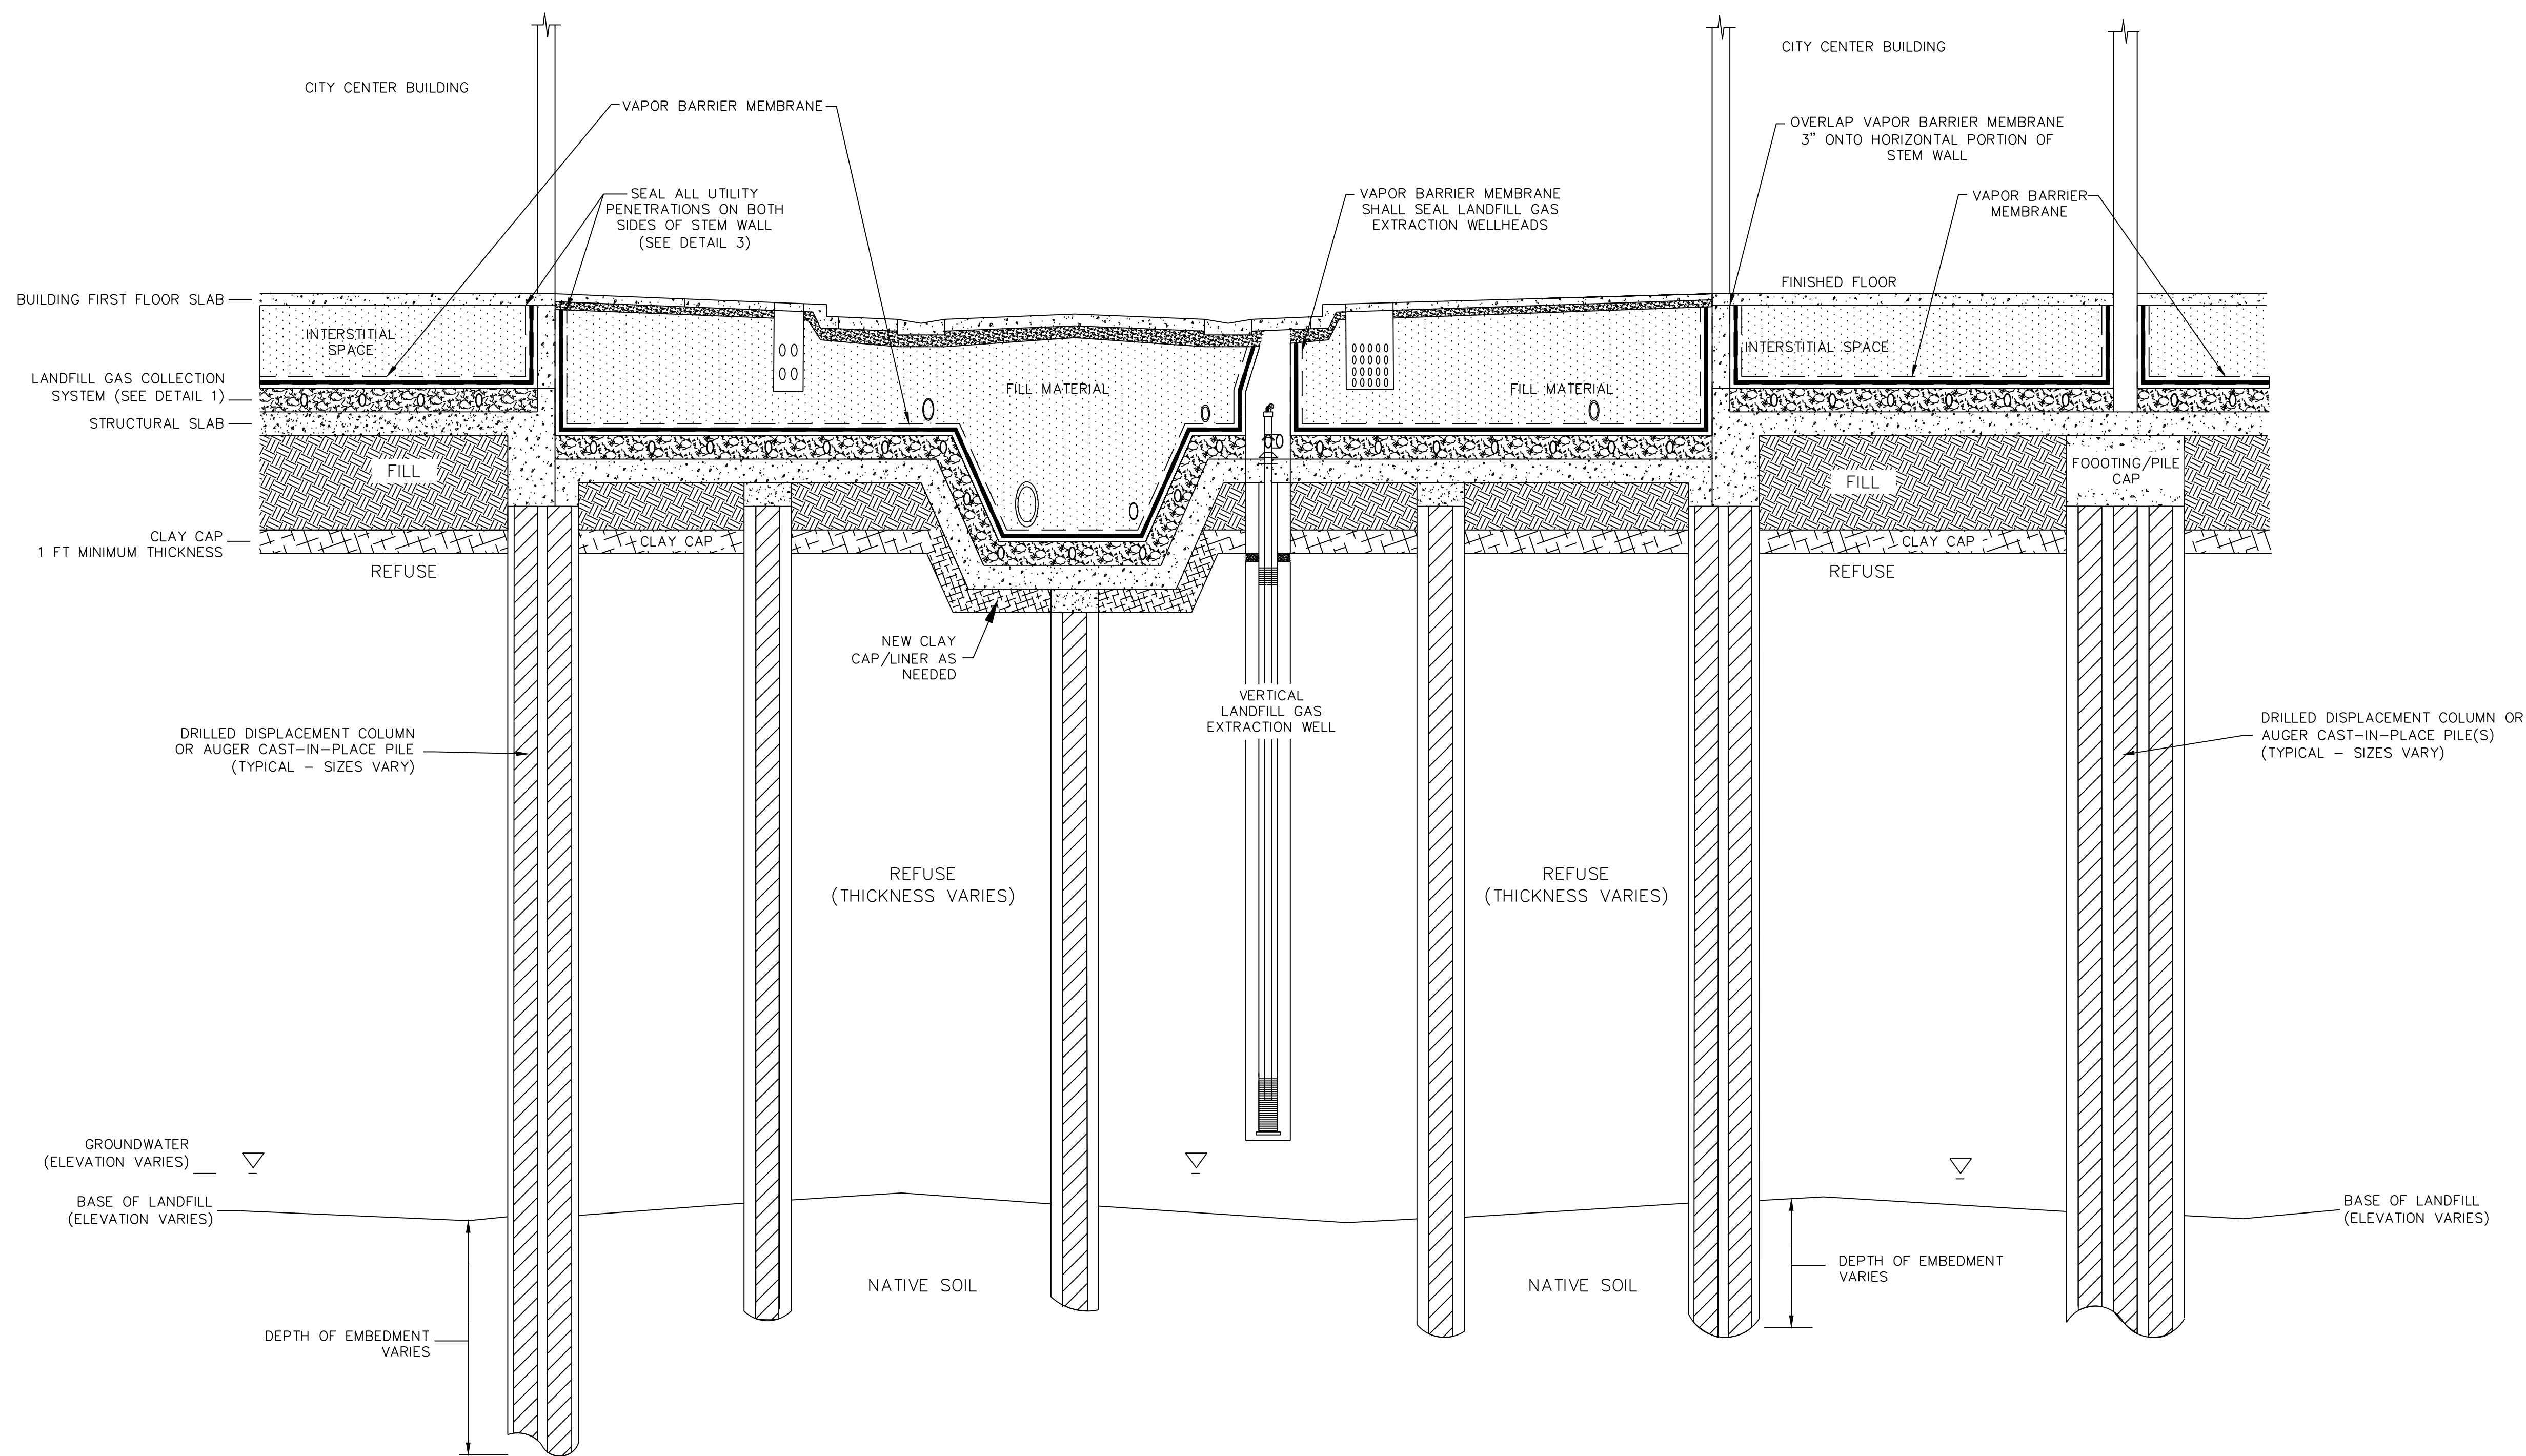 CITY CENTER BUILDING
CITY CENTER BUILDING
VAPOR BARRIER MEMBRANE
OVERLAP VAPOR BARRIER MEMBRANE
3" ONTO HORIZONTAL PORTION OF
STEM WALL
SEAL ALL UTILITY
PENETRATIONS ON BOTH
SIDES OF STEM WALL
(SEE DETAIL 3)
VAPOR BARRIER MEMBRANE
SHALL SEAL LANDFILL GAS
EXTRACTION WELLHEADS
VAPOR BARRIER
MEMBRANE
FINISHED FLOOR
BUILDING FIRST FLOOR SLAB
INTERSTITIAL
SPACE
INTERSTITIAL SPACE
LANDFILL GAS COLLECTION
SYSTEM (SEE DETAIL 1)
FILL MATERIAL
FILL MATERIAL
STRUCTURAL SLAB
FILL
FILL
FOOOTING/PILE
CAP
CLAY CAP
1 FT MINIMUM THICKNESS
CLAY CAP
CLAY CAP
REFUSE
REFUSE
NEW CLAY
CAP/LINER AS
NEEDED
VERTICAL
LANDFILL GAS
EXTRACTION WELL
DRILLED DISPLACEMENT COLUMN
OR AUGER CAST-IN-PLACE PILE
(TYPICAL - SIZES VARY)
DRILLED DISPLACEMENT COLUMN OR
AUGER CAST-IN-PLACE PILE(S)
(TYPICAL - SIZES VARY)
REFUSE
(THICKNESS VARIES)
REFUSE
(THICKNESS VARIES)
GROUNDWATER
(ELEVATION VARIES)
BASE OF LANDFILL
(ELEVATION VARIES)
BASE OF LANDFILL
(ELEVATION VARIES)
NATIVE SOIL
NATIVE SOIL
DEPTH OF EMBEDMENT
VARIES
DEPTH OF EMBEDMENT
VARIES